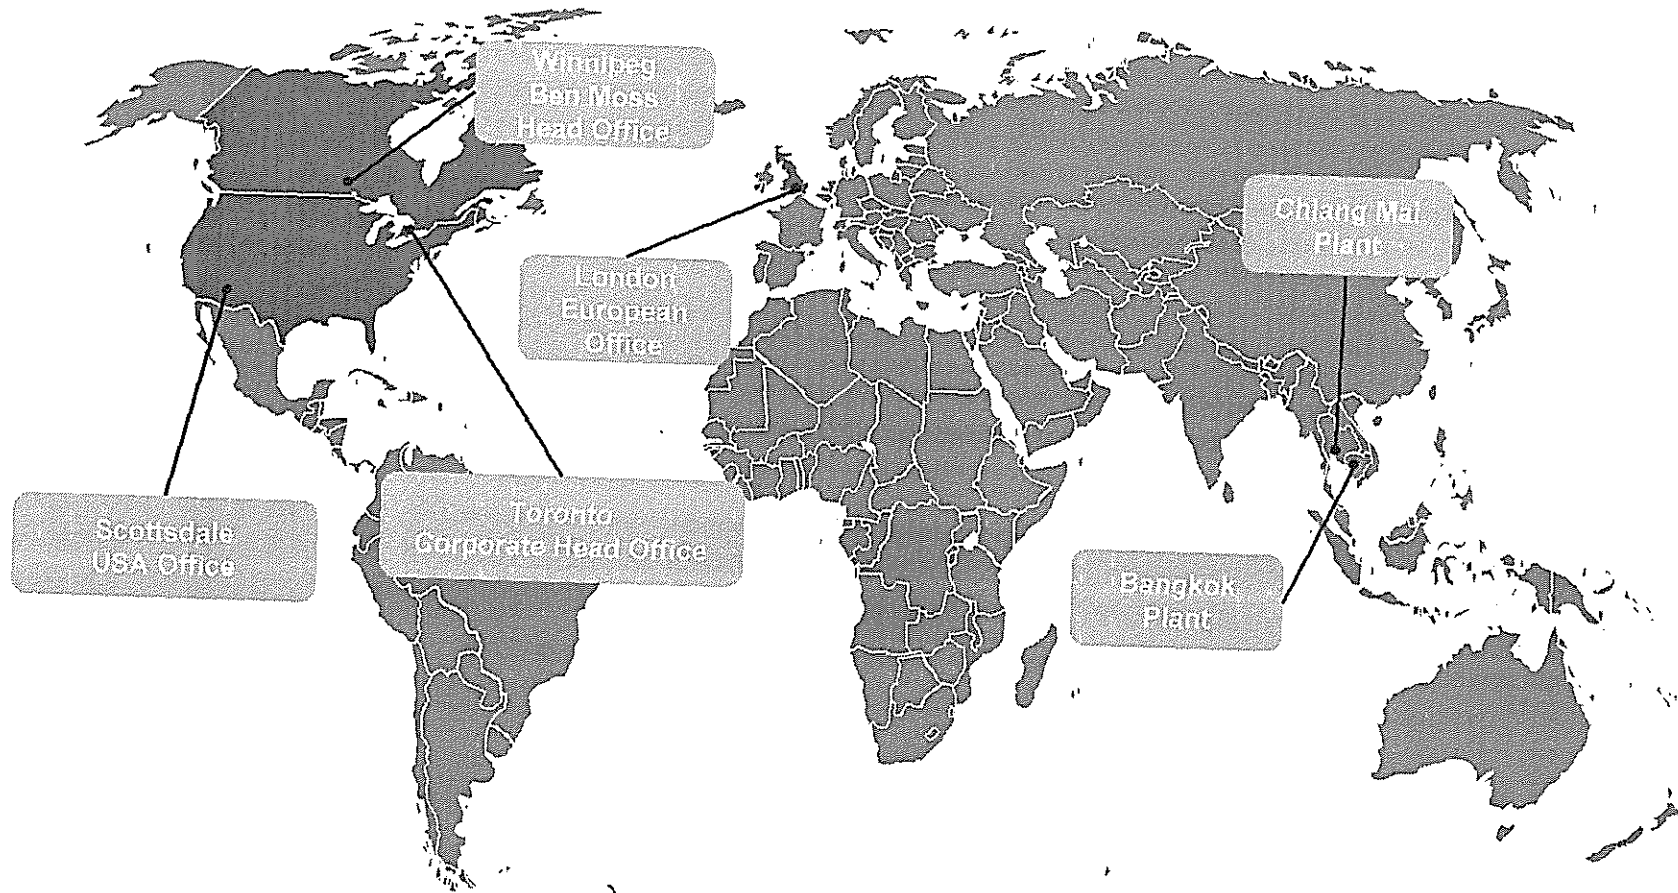 Winnipeg
Ben Moss
Head Office
Chiang Mai
Plant
London
European
Office
Scottsdale
USA Office
Toronto
Corporate Head Office
Bangkok
Plant